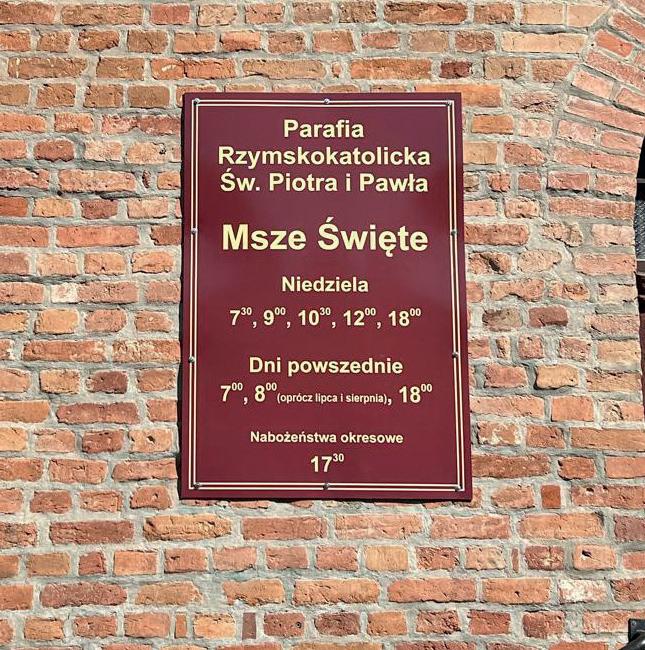 Parafia
Rzymskokatolicka
Św. Piotra i Pawła
Msze Święte
Niedziela
7³⁰, 9⁰⁰, 10³⁰, 12⁰⁰, 18⁰⁰
Dni powszednie
7⁰⁰, 8⁰⁰(oprócz lipca i sierpnia), 18⁰⁰
Nabożeństwa okresowe
17³⁰